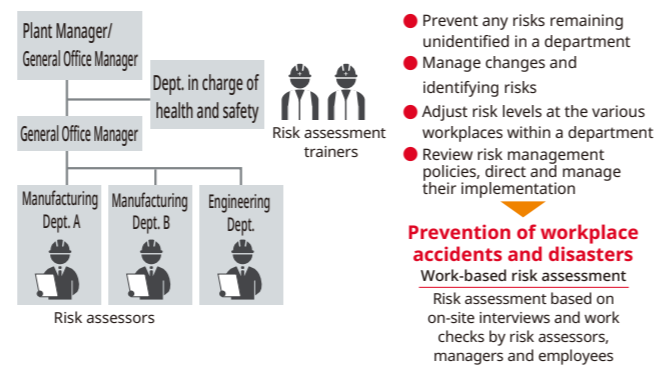 Plant Manager/
General Office Manager
Dept. in charge of
health and safety
Risk assessment
trainers
General Office Manager
Manufacturing
Dept. A
Manufacturing
Dept. B
Engineering
Dept.
Risk assessors
Prevent any risks remaining
unidentified in a department
Manage changes and
identifying risks
Adjust risk levels at the various
workplaces within a department
Review risk management
policies, direct and manage
their implementation
Prevention of workplace
accidents and disasters
Work-based risk assessment
Risk assessment based on
on-site interviews and work
checks by risk assessors,
managers and employees